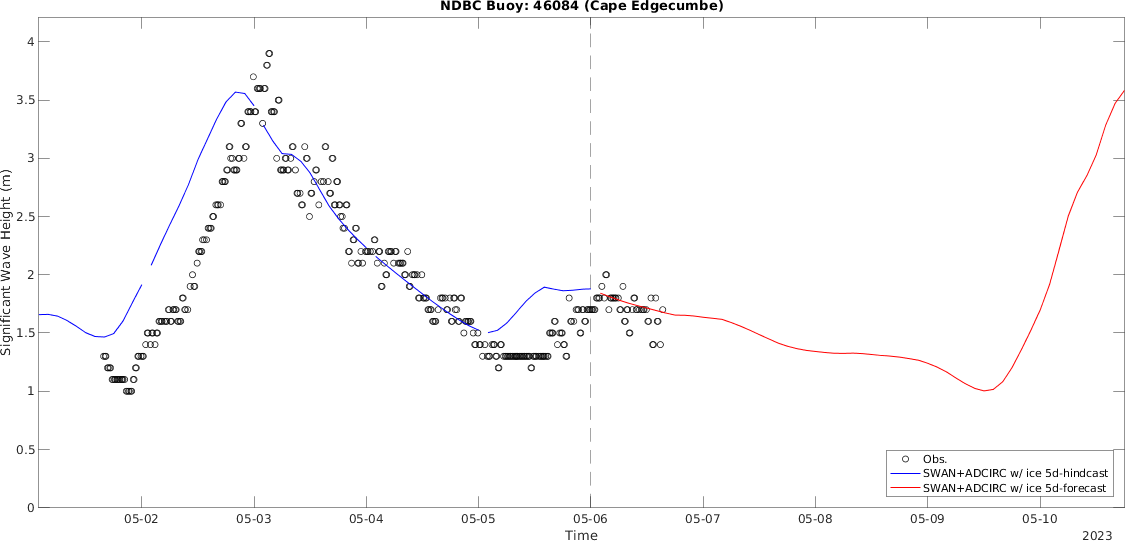 NDBC Buoy: 46084 (Cape Edgecumbe)
Significant Wave Height (m)
4
3.5
3
2.5
2
1.5
1
0.5
0
Obs.
SWAN+ADCIRC w/ ice 5d-hindcast
SWAN+ADCIRC w/ ice 5d-forecast
05-02 05-03 05-04 05-05 05-06 05-07 05-08 05-09 05-10
Time
2023